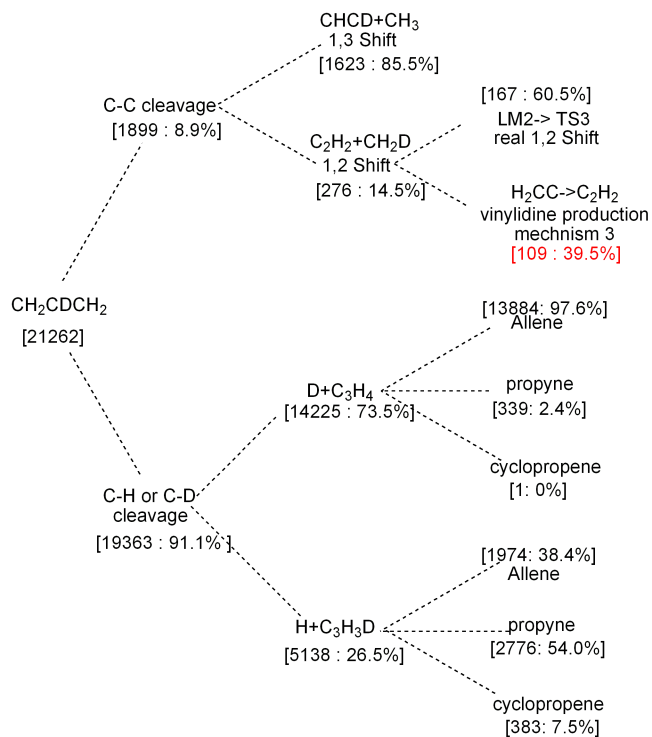 CHCD+CH₃
1,3 Shift
[1623 : 85.5%]
C-C cleavage
[1899 : 8.9%]
[167 : 60.5%]
LM2-> TS3
real 1,2 Shift
C₂H₂+CH₂D
1,2 Shift
[276 : 14.5%]
H₂CC->C₂H₂
vinylidine production
mechnism 3
[109 : 39.5%]
CH₂CDCH₂
[21262]
[13884: 97.6%]
Allene
D+C₃H₄
[14225 : 73.5%]
propyne
[339: 2.4%]
cyclopropene
[1: 0%]
C-H or C-D
cleavage
[19363 : 91.1% ]
[1974 : 38.4%]
Allene
H+C₃H₃D
[5138 : 26.5%]
propyne
[2776: 54.0%]
cyclopropene
[383: 7.5%]